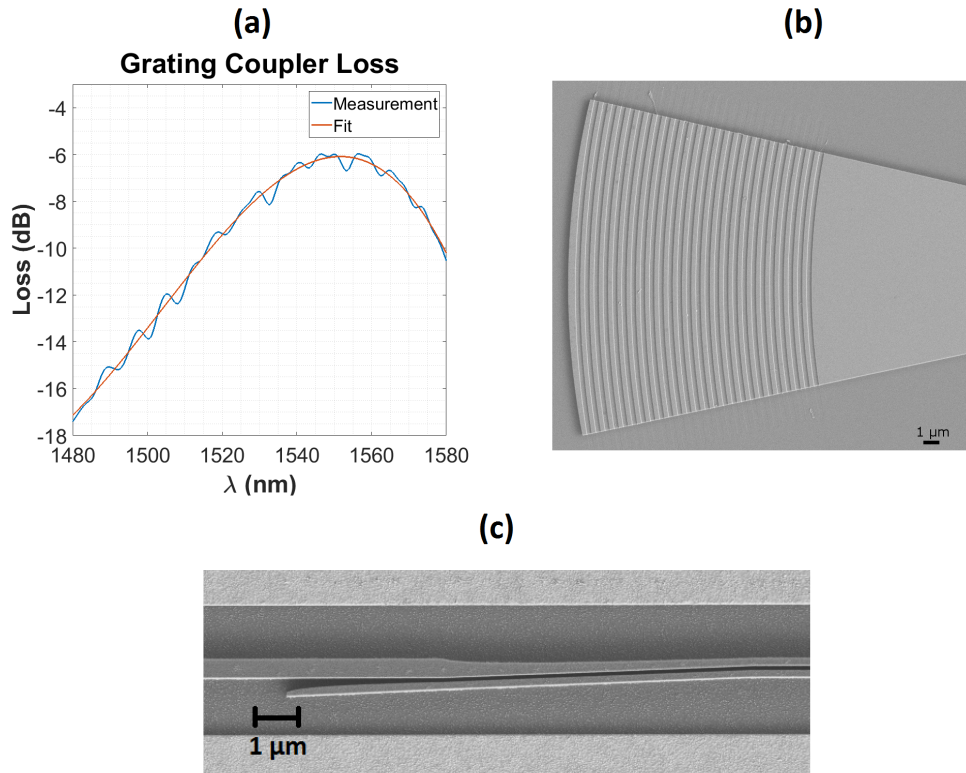 (a)
Grating Coupler Loss
Measurement
Fit
-4
-6
-8
-10
-12
-14
-16
-18
1480
1500
1520
1540
1560
1580
Loss (dB)
λ (nm)
(b)
1 μm
(c)
1 μm